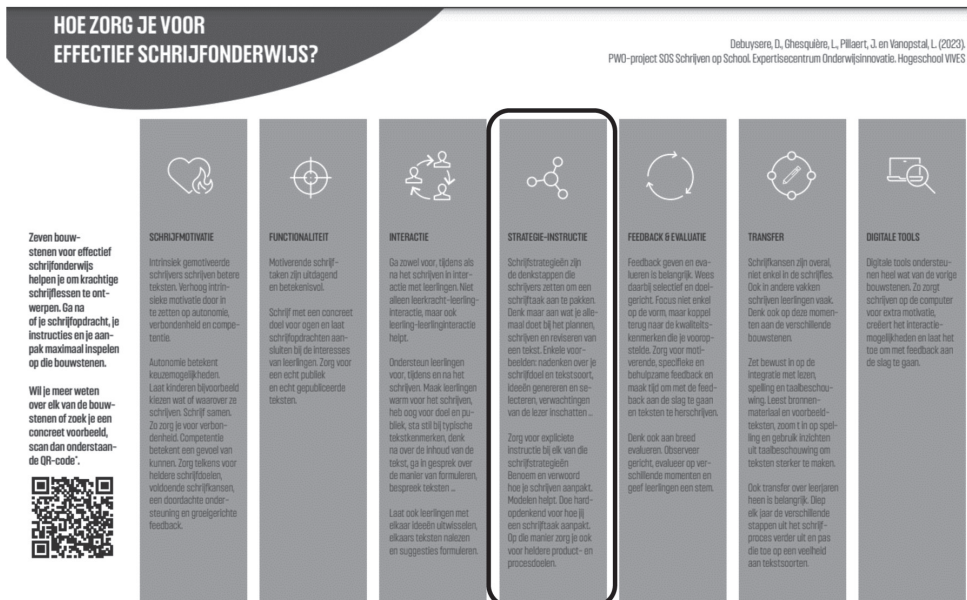 HOE ZORG JE VOOR
EFFECTIEF SCHRIJFONDERWIJS?
Debuysere, D., Ghesquière, L., Pillaert, J. en Vanopstal, L. (2023).
PWO-project SOS Schrijven op School. Expertisecentrum Onderwijsinnovatie. Hogeschool VIVES
Zeven bouw-
stenen voor effectief
schrijfonderwijs
helpen je om krachtige
schrijflessen te ont-
werpen. Ga na
of je schrijfopdracht, je
instructies en je aan-
pak maximaal inspelen
op die bouwstenen.
Wil je meer weten
over elk van de bouw-
stenen of zoek je een
concreet voorbeeld,
scan dan onderstaan-
de QR-code*.
SCHRIJFMOTIVATIE
Intrinsiek gemotiveerde
schrijvers schrijven betere
teksten. Verhoog intrin-
sieke motivatie door in
te zetten op autonomie,
verbondenheid en compe-
tentie.
Autonomie betekent
keuzemogelijkheden.
Laat kinderen bijvoorbeeld
kiezen wat of waarover ze
schrijven. Schrijf samen.
Zo zorg je voor verbon-
denheid. Competentie
betekent een gevoel van
kunnen. Zorg telkens voor
heldere schrijfdoelen,
voldoende schrijfkansen,
een doordachte onder-
steuning en groeigerichte
feedback.
FUNCTIONALITEIT
Motiverende schrijf-
taken zijn uitdagend
en betekenisvol.
Schrijf met een concreet
doel voor ogen en laat
schrijfopdrachten aan-
sluiten bij de interesses
van leerlingen. Zorg voor
een echt publiek
en echt gepubliceerde
teksten.
INTERACTIE
Ga zowel voor, tijdens als
na het schrijven in inter-
actie met leerlingen. Niet
alleen leerkracht-leerling-
interactie, maar ook
leerling-leerlinginteractie
helpt.
Ondersteun leerlingen
voor, tijdens en na het
schrijven. Maak leerlingen
warm voor het schrijven,
heb oog voor doel en pu-
bliek, sta stil bij typische
tekstkenmerken, denk
na over de inhoud van de
tekst, ga in gesprek over
de manier van formuleren,
bespreek teksten ...
Laat ook leerlingen met
elkaar ideeën uitwisselen,
elkaars teksten nalezen
en suggesties formuleren.
STRATEGIE-INSTRUCTIE
Schrijfstrategieën zijn
de denkstappen die
schrijvers zetten om een
schrijftaak aan te pakken.
Denk maar aan wat je alle-
maal doet bij het plannen,
schrijven en reviseren van
een tekst. Enkele voor-
beelden: nadenken over je
schrijfdoel en tekstsoort,
ideeën genereren en se-
lecteren, verwachtingen
van de lezer inschatten ...
Zorg voor expliciete
instructie bij elk van die
schrijfstrategieën
Benoem en verwoord
hoe je schrijven aanpakt.
Modelen helpt. Doe hard-
opdenkend voor hoe jij
een schrijftaak aanpakt.
Op die manier zorg je ook
voor heldere product- en
procesdoelen.
FEEDBACK & EVALUATIE
Feedback geven en eva-
lueren is belangrijk. Wees
daarbij selectief en doel-
gericht. Focus niet enkel
op de vorm, maar koppel
terug naar de kwaliteits-
kenmerken die je voorop-
stelde. Zorg voor moti-
verende, specifieke en
behulpzame feedback en
maak tijd om met de feed-
back aan de slag te gaan
en teksten te herschrijven.
Denk ook aan breed
evalueren. Observeer
gericht, evalueer op ver-
schillende momenten en
geef leerlingen een stem.
TRANSFER
Schrijfkansen zijn overal,
niet enkel in de schrijfles.
Ook in andere vakken
schrijven leerlingen vaak.
Denk ook op deze momen-
ten aan de verschillende
bouwstenen.
Zet bewust in op de
integratie met lezen,
spelling en taalbeschou-
wing. Leest bronnen-
materiaal en voorbeeld-
teksten, zoom t in op spel-
ling en gebruik inzichten
uit taalbeschouwing om
teksten sterker te maken.
Ook transfer over leerjaren
heen is belangrijk. Diep
elk jaar de verschillende
stappen uit het schrijf-
proces verder uit en pas
die toe op een veelheid
aan tekstsoorten.
DIGITALE TOOLS
Digitale tools ondersteu-
nen heel wat van de vorige
bouwstenen. Zo zorgt
schrijven op de computer
voor extra motivatie,
creëert het interactie-
mogelijkheden en laat het
toe om met feedback aan
de slag te gaan.